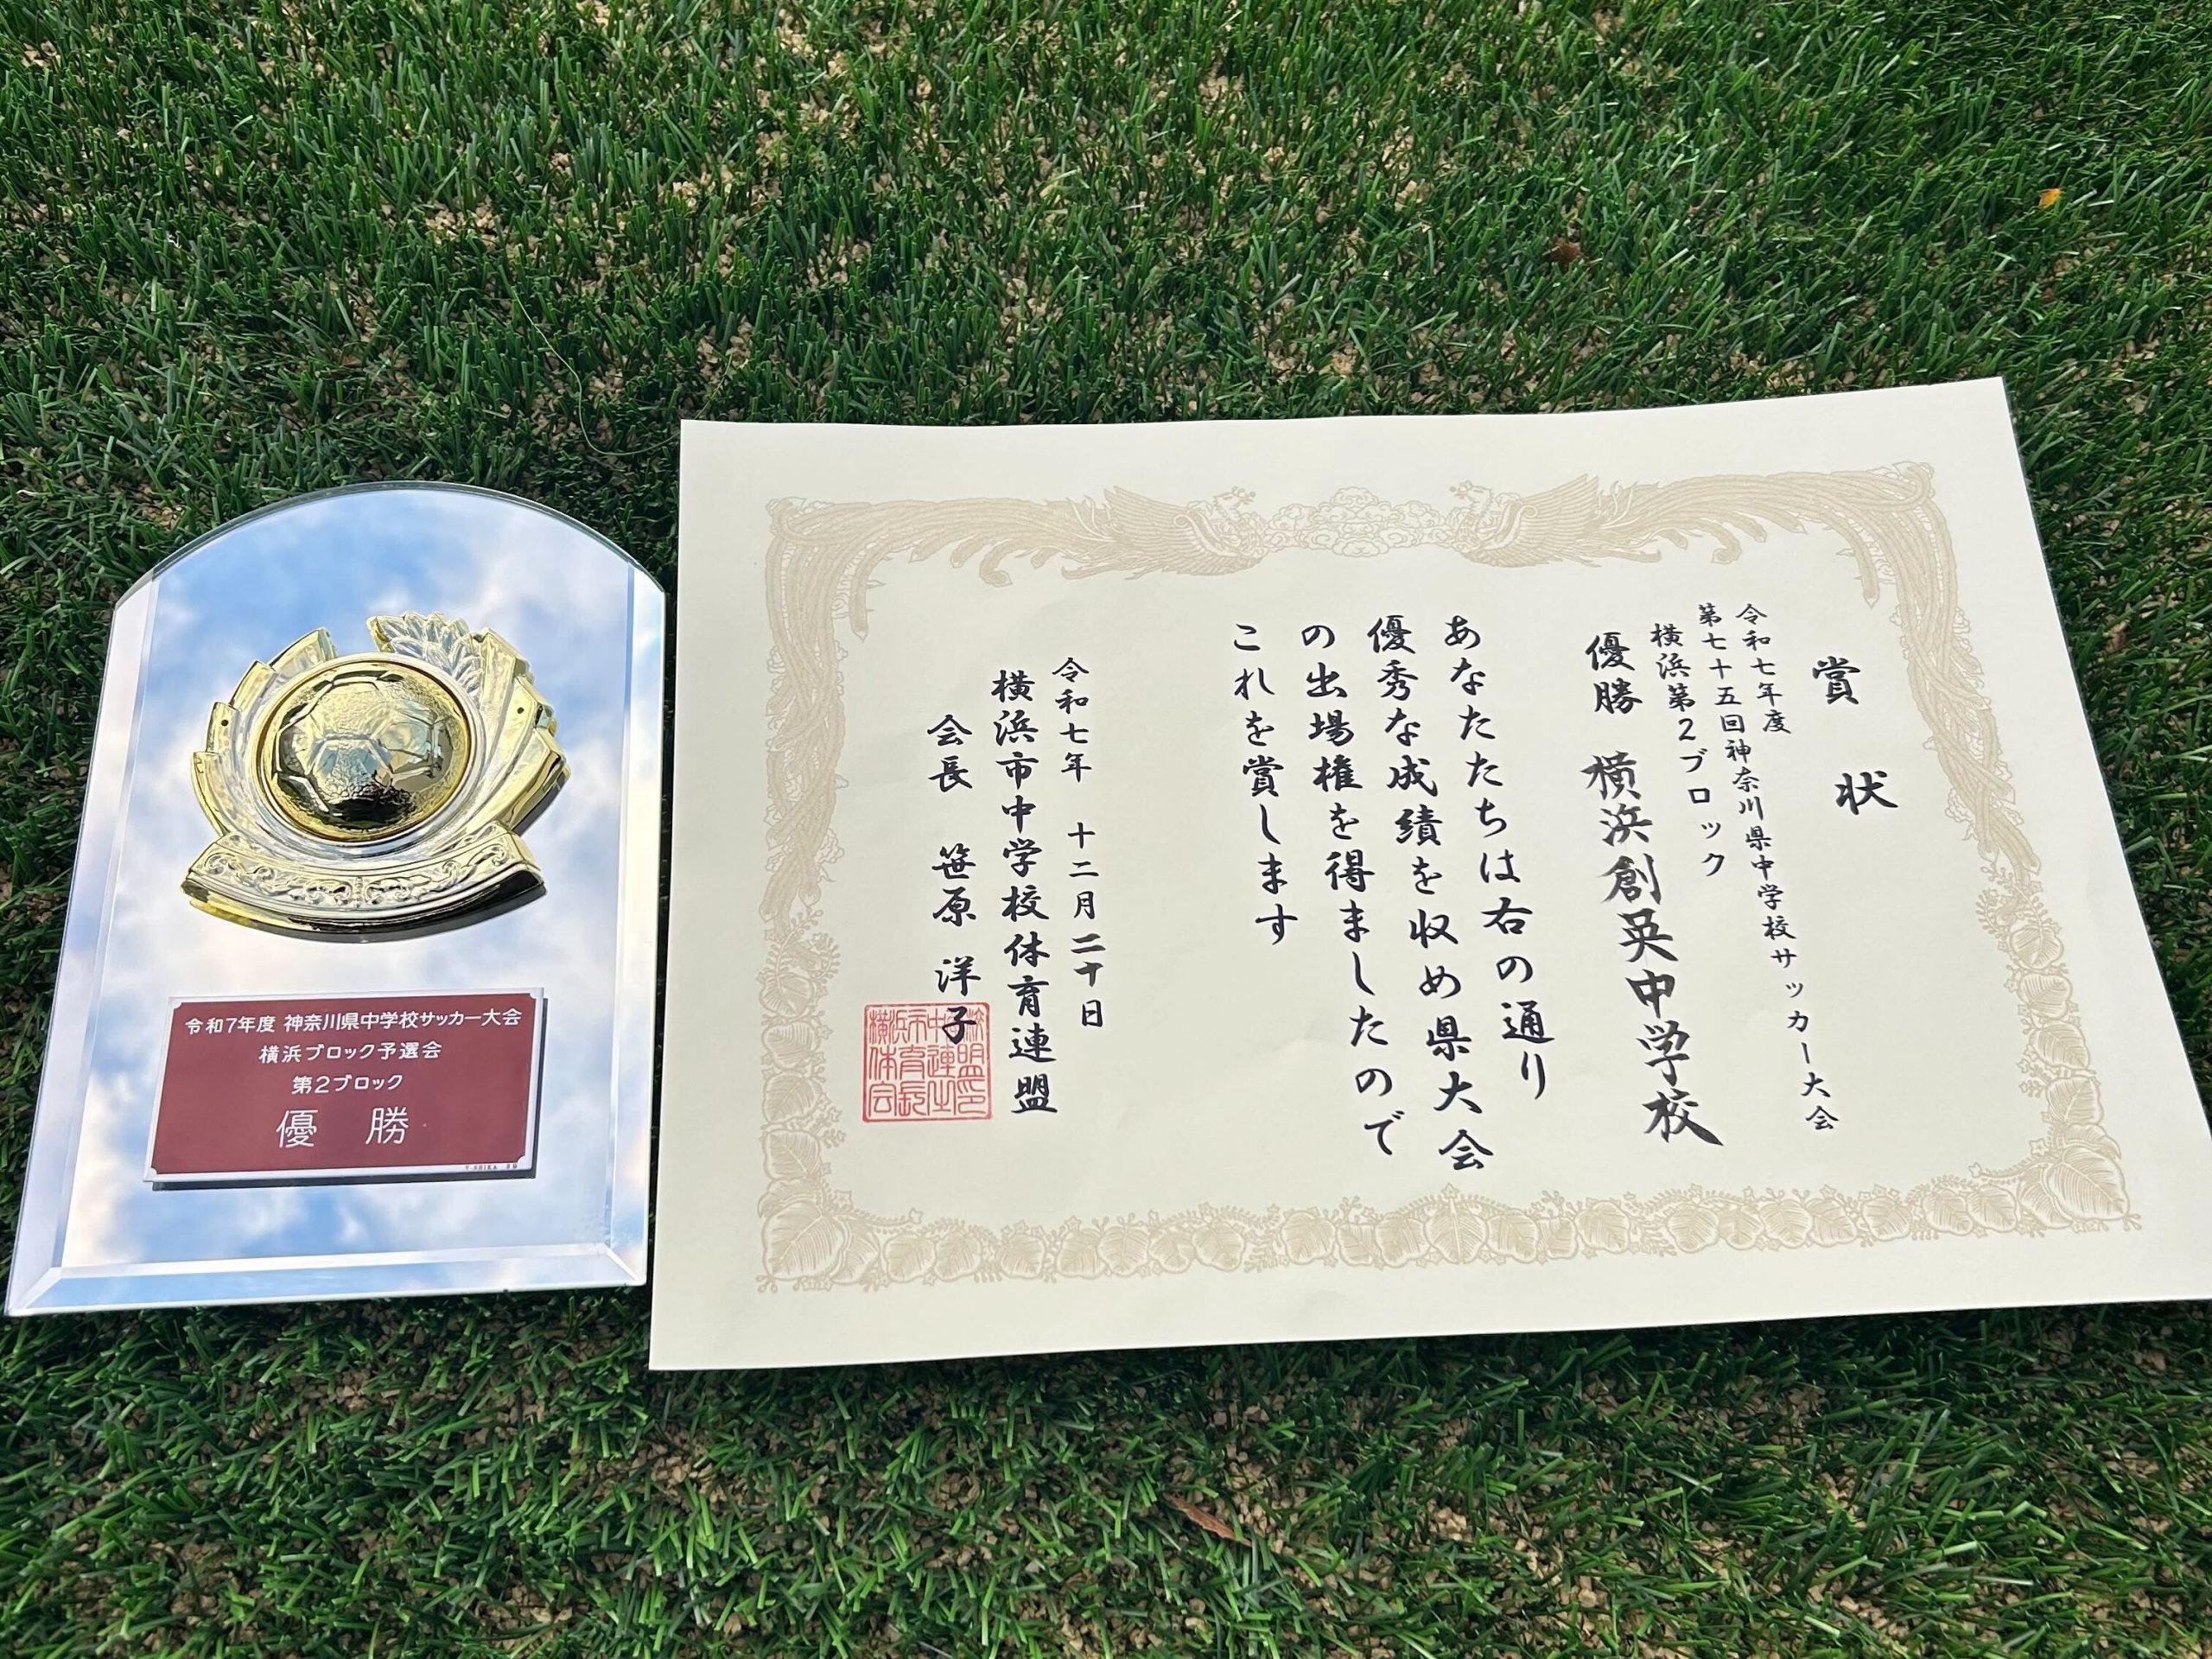 令和7年度 神奈川県中学校サッカー大会
横浜ブロック予選会
第2ブロック
優 勝
賞 状
令和七年度
第七十五回神奈川県中学校サッカー大会
横浜第2ブロック
優勝 横浜創英中学校
あなたたちは右の通り
優秀な成績を収め県大会
の出場権を得ましたので
これを賞します
令和七年 十二月二十日
横浜市中学校体育連盟
会長 笹原 洋子